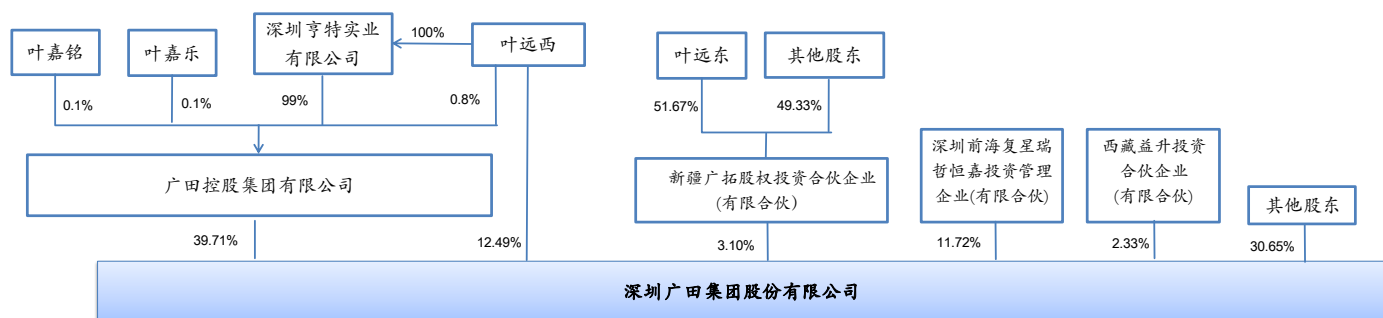 叶嘉铭
叶嘉乐
深圳亨特实业
有限公司
100%
叶远西
叶远东
其他股东
0.1%
0.1%
99%
0.8%
51.67%
49.33%
广田控股集团有限公司
新疆广拓股权投资合伙企业
(有限合伙)
深圳前海复星瑞
哲恒嘉投资管理
企业(有限合伙)
西藏益升投资
合伙企业
(有限合伙)
其他股东
39.71%
12.49%
3.10%
11.72%
2.33%
30.65%
深圳广田集团股份有限公司